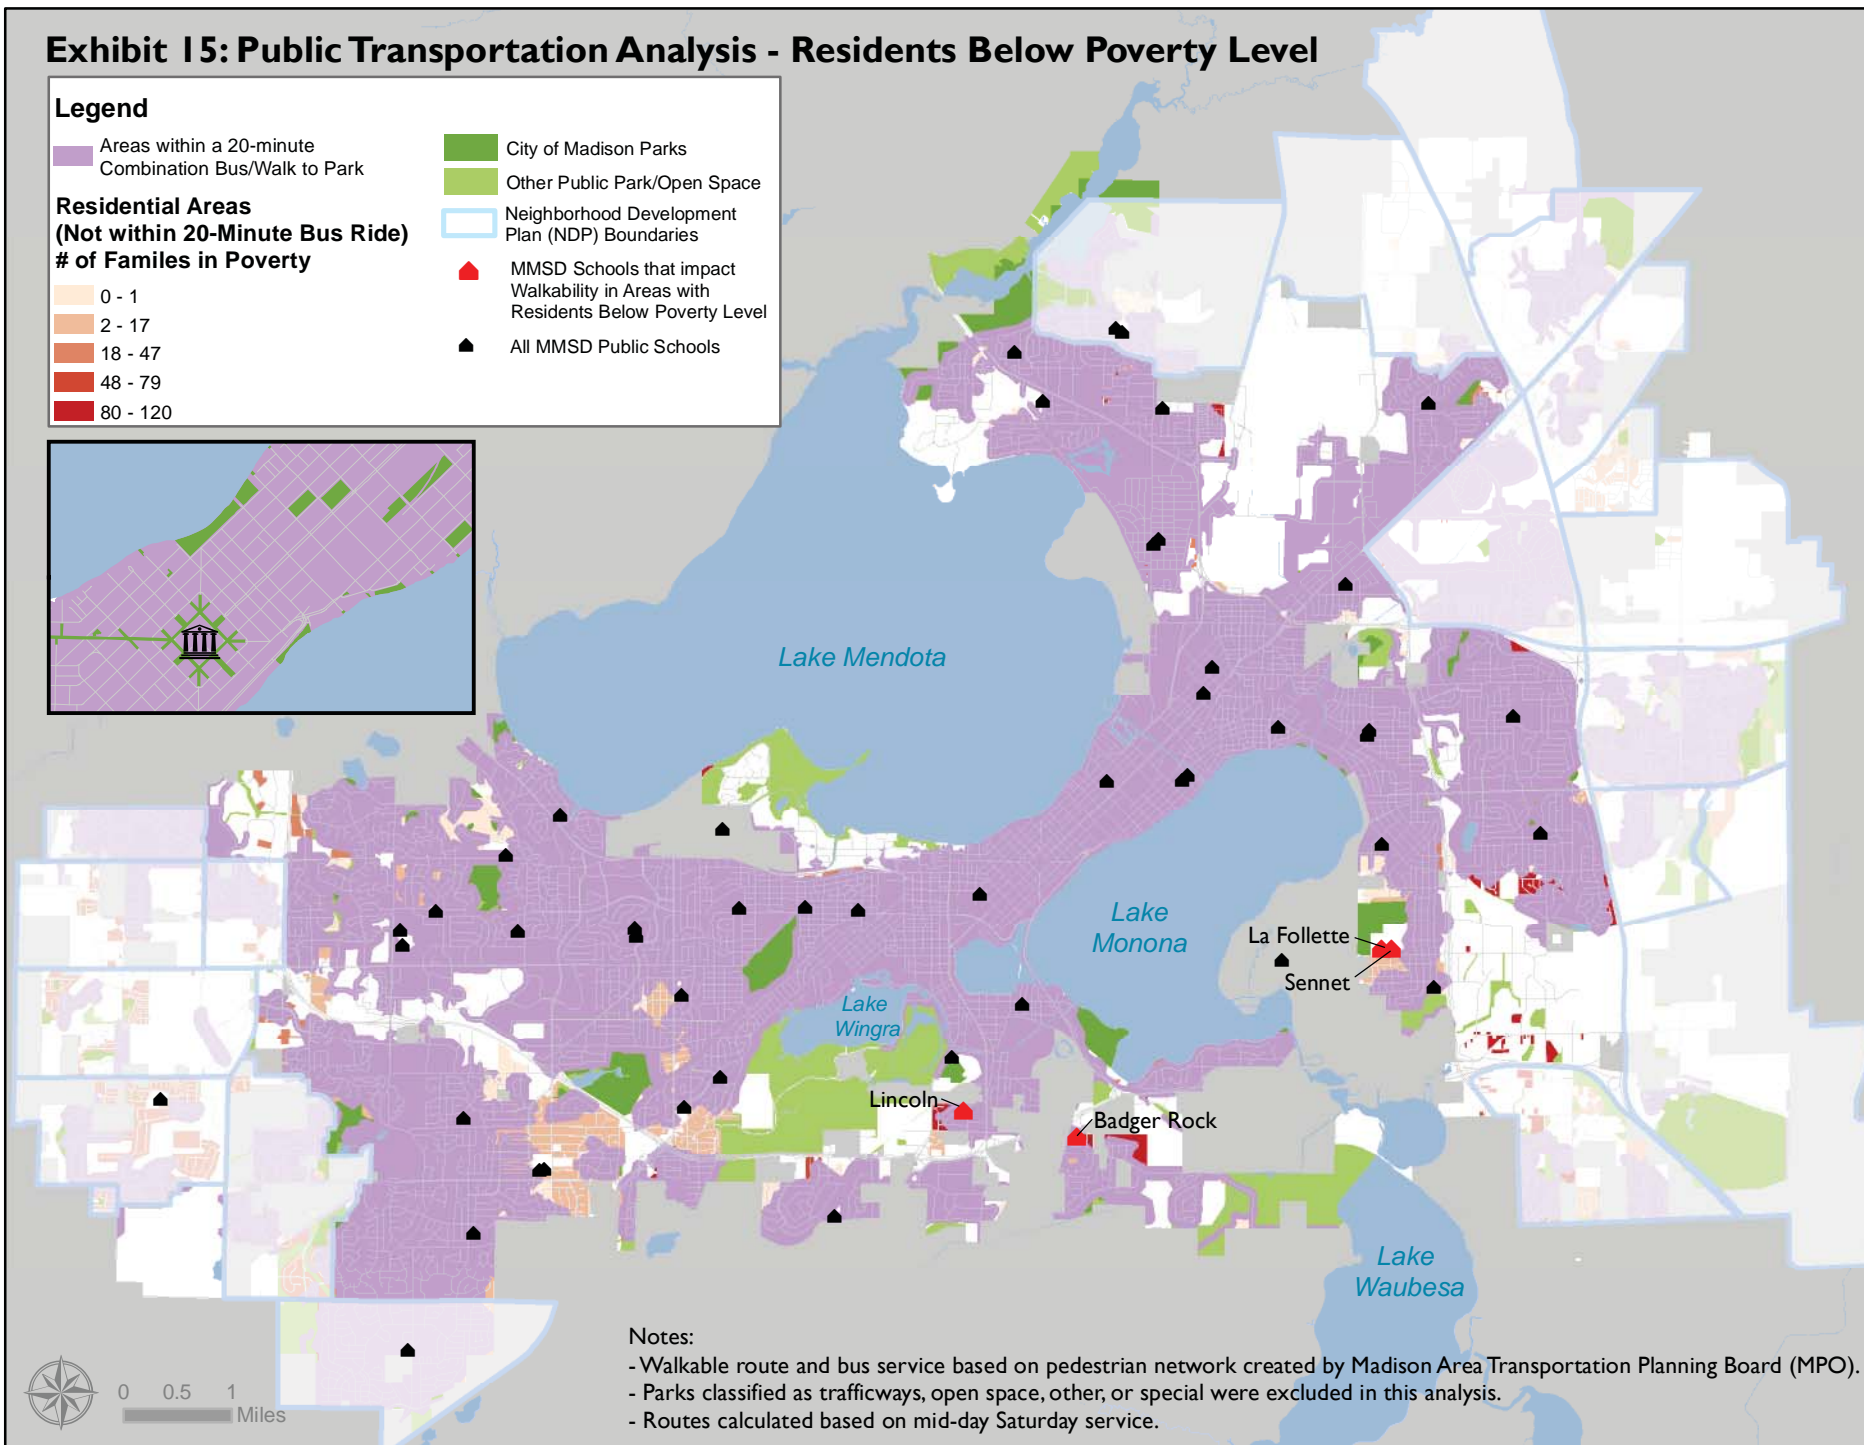 Exhibit 15: Public Transportation Analysis - Residents Below Poverty Level
Legend
Areas within a 20-minute
Combination Bus/Walk to Park
Residential Areas
(Not within 20-Minute Bus Ride)
# of Familes in Poverty
0 - 1
2 - 17
18 - 47
48 - 79
80 - 120
City of Madison Parks
Other Public Park/Open Space
Neighborhood Development
Plan (NDP) Boundaries
MMSD Schools that impact
Walkability in Areas with
Residents Below Poverty Level
All MMSD Public Schools
Lake Mendota
Lake
Monona
La Follette
Sennet
Lake
Wingra
Lincoln
Badger Rock
Lake
Waubesa
0 0.5 1
Miles
Notes:
- Walkable route and bus service based on pedestrian network created by Madison Area Transportation Planning Board (MPO).
- Parks classified as trafficways, open space, other, or special were excluded in this analysis.
- Routes calculated based on mid-day Saturday service.